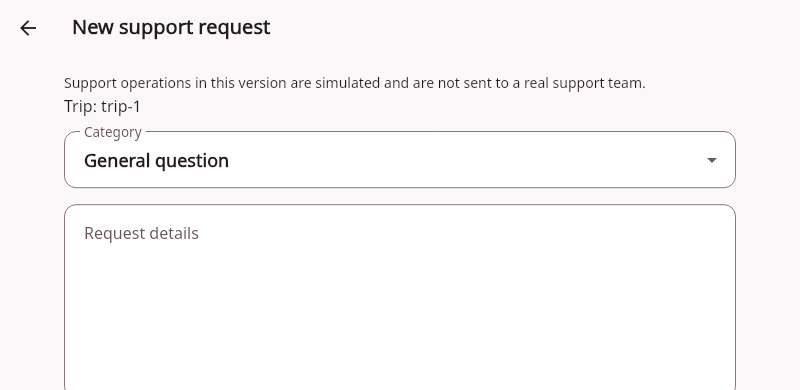 New support request
Support operations in this version are simulated and are not sent to a real support team.
Trip: trip-1
Category
General question
Request details